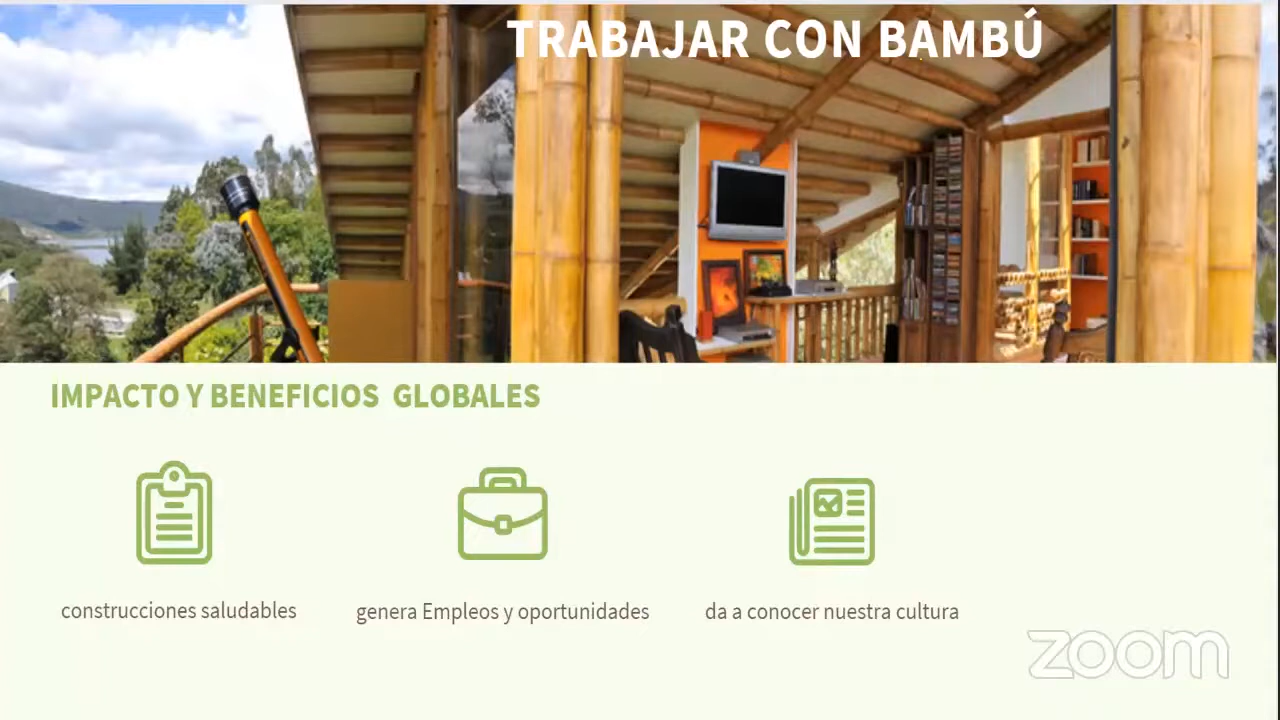 TRABAJAR CON BAMBÚ
IMPACTO Y BENEFICIOS GLOBALES
construcciones saludables
genera Empleos y oportunidades
da a conocer nuestra cultura
zoom